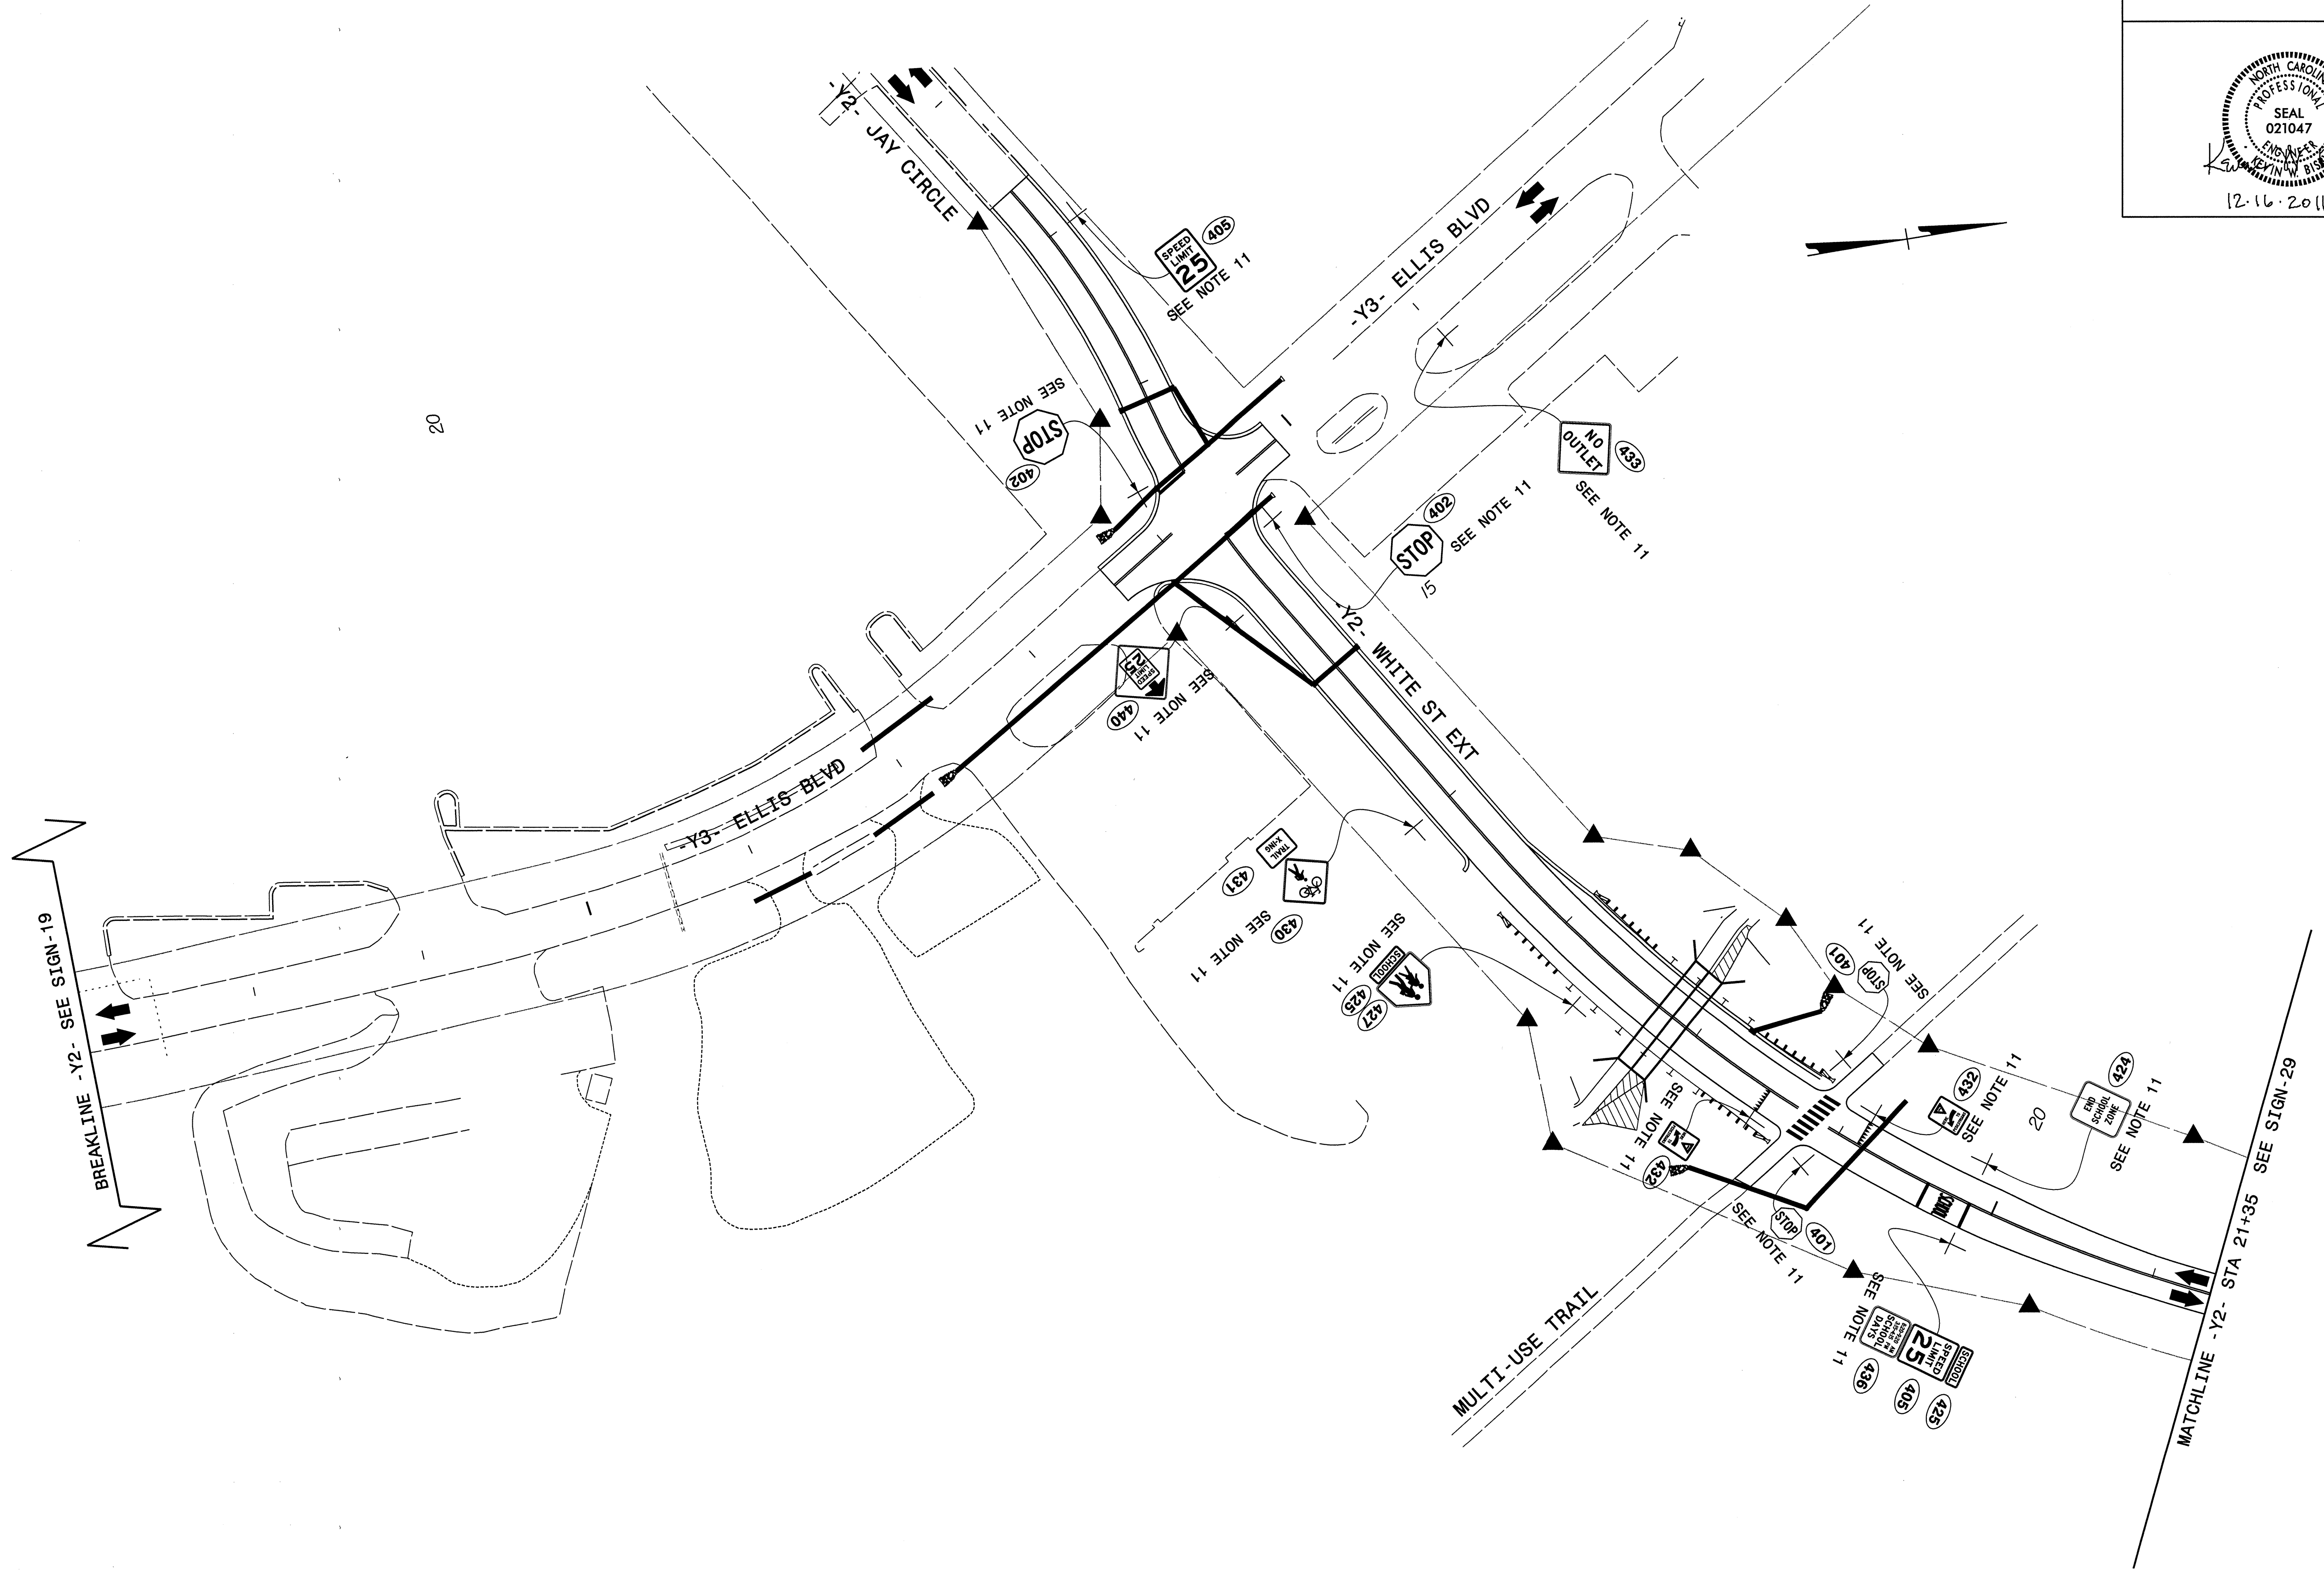 NORTH CAROLIN
PROFESSIONAL
SEAL
021047
ENGINEER
KEVIN W. BIS
12.16.2011
-Y2- JAY CIRCLE
SPEED
LIMIT
25
405
SEE NOTE 11
-Y3- ELLIS BLVD
20
SEE NOTE 11
STOP
402
NO
OUTLET
433
SEE NOTE 11
STOP
402
SEE NOTE 11
15
-Y2- WHITE ST EXT
SPEED
LIMIT
25
440
SEE NOTE 11
-Y3- ELLIS BLVD
TRAIL
X-ING
431
430
SEE NOTE 11
SCHOOL
425
427
SEE NOTE 11
BREAKLINE -Y2- SEE SIGN-19
STOP
401
SEE NOTE 11
432
SEE NOTE 11
432
SEE NOTE 11
END
SCHOOL
ZONE
424
SEE NOTE 11
20
STOP
401
SEE NOTE 11
SCHOOL
MULTI-USE TRAIL
SCHOOL
SPEED
LIMIT
25
SCHOOL
DAYS
425
405
436
SEE NOTE 11
MATCHLINE -Y2- STA 21+35 SEE SIGN-29